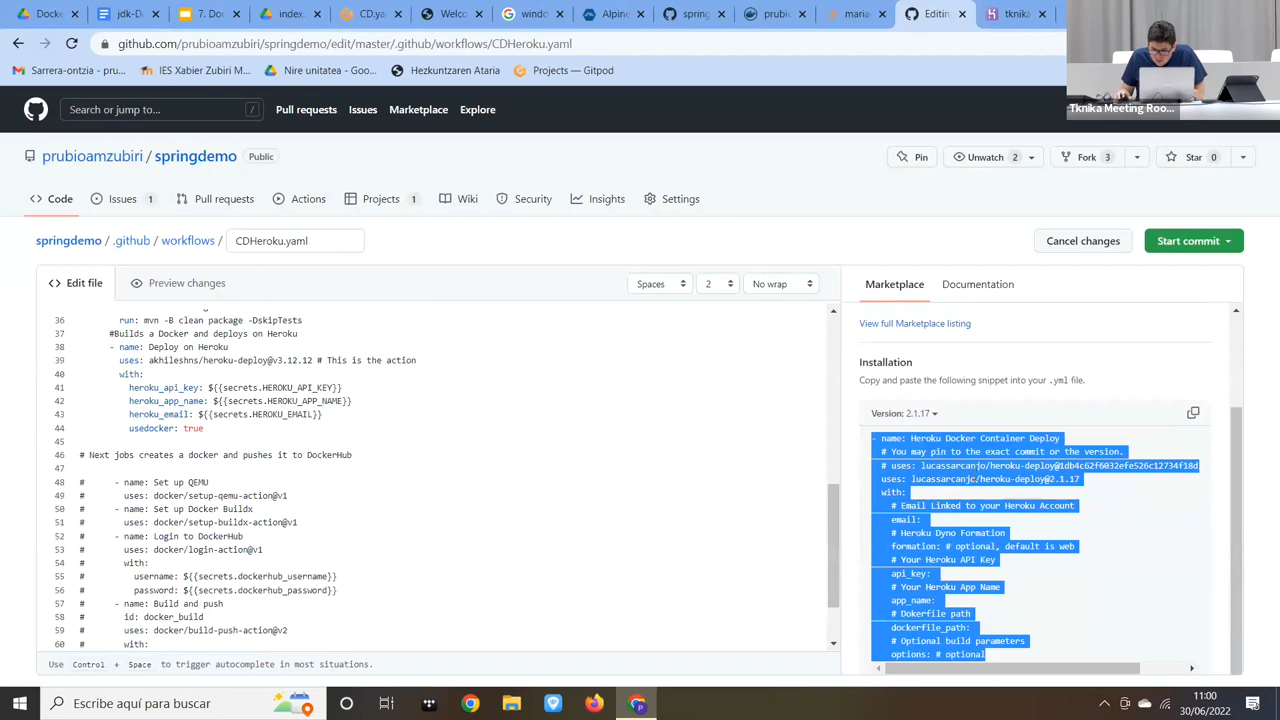 Docum
jdk-D
spring
7. Do
index.
CD.ya
Welco
windo
Alpine
spring
prubic
marian
Editin
tknika
github.com/prubioamzubiri/springdemo/edit/master/.github/workflows/CDHeroku.yaml
Sarrera-ontzia - pru...
IES Xabier Zubiri M...
Nire unitatea - Goo...
Hezkuntzaren Ataria
Projects — Gitpod
Tknika Meeting Roo...
Search or jump to...
/
Pull requests
Issues
Marketplace
Explore
prubioamzubiri / springdemo
Public
Pin
Unwatch 2
Fork 3
Star 0
Code
Issues 1
Pull requests
Actions
Projects 1
Wiki
Security
Insights
Settings
springdemo / .github / workflows / CDHeroku.yaml
Cancel changes
Start commit
<> Edit file
Preview changes
Spaces
2
No wrap
36 run: mvn -B clean package -DskipTests
37 #Builds a Docker and deploys on Heroku
38 - name: Deploy on Heroku
39 uses: akhileshns/heroku-deploy@v3.12.12 # This is the action
40 with:
41 heroku_api_key: ${{secrets.HEROKU_API_KEY}}
42 heroku_app_name: ${{secrets.HEROKU_APP_NAME}}
43 heroku_email: ${{secrets.HEROKU_EMAIL}}
44 usedocker: true
45
46 # Next jobs creates a docker and pushes it to DockerHub
47
48 # - name: Set up QEMU
49 # uses: docker/setup-qemu-action@v1
50 # - name: Set up Docker Buildx
51 # uses: docker/setup-buildx-action@v1
52 # - name: Login to DockerHub
53 # uses: docker/login-action@v1
54 # with:
55 # username: ${{secrets.dockerhub_username}}
56 # password: ${{secrets.dockerhub_password}}
57 # - name: Build and push
58 # id: docker_build
59 # uses: docker/build-push-action@v2
60 # with:
Use Control + Space to trigger autocomplete in most situations.
Marketplace
Documentation
View full Marketplace listing
Installation
Copy and paste the following snippet into your .yml file.
Version: 2.1.17
- name: Heroku Docker Container Deploy
# You may pin to the exact commit or the version.
# uses: lucassarcanjo/heroku-deploy@1db4c62f6032efe526c12734f18d
uses: lucassarcanjo/heroku-deploy@2.1.17
with:
# Email Linked to your Heroku Account
email:
# Heroku Dyno Formation
formation: # optional, default is web
# Your Heroku API Key
api_key:
# Your Heroku App Name
app_name:
# Dokerfile path
dockerfile_path:
# Optional build parameters
options: # optional
Escribe aquí para buscar
11:00
30/06/2022